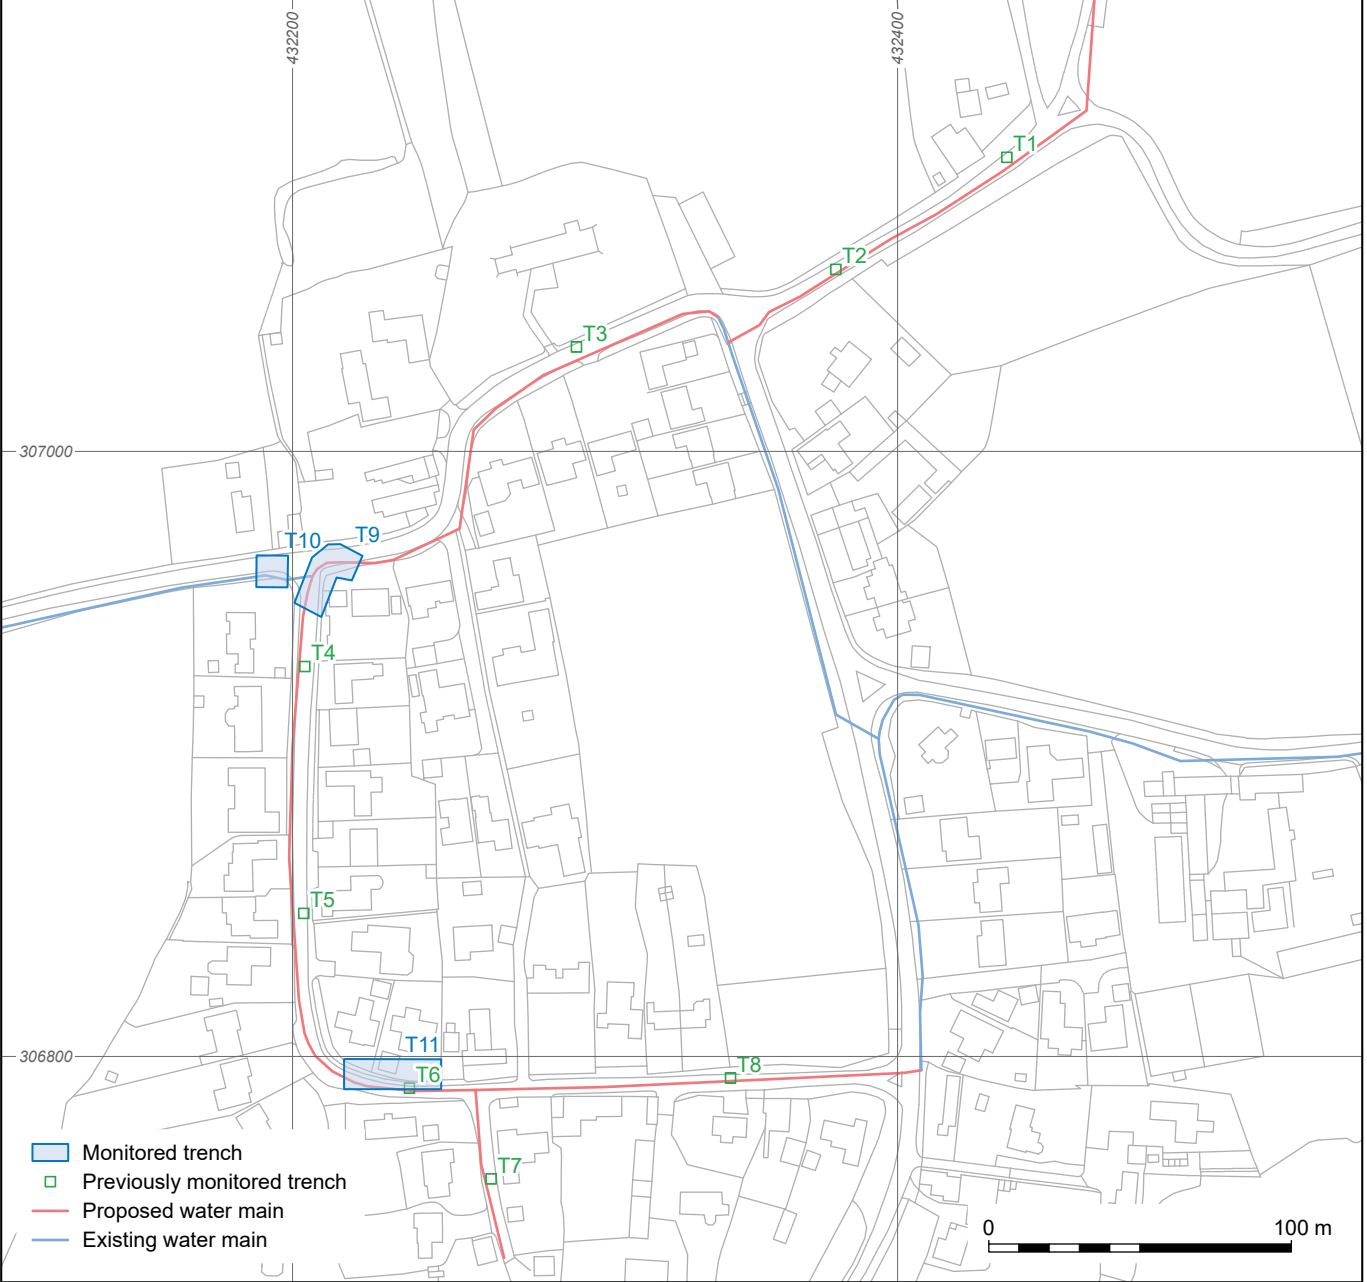 432200
432400
T1
T2
T3
307000
T10
T9
T4
T5
T11
306800
T6
T8
T7
Monitored trench
Previously monitored trench
Proposed water main
Existing water main
0
100 m